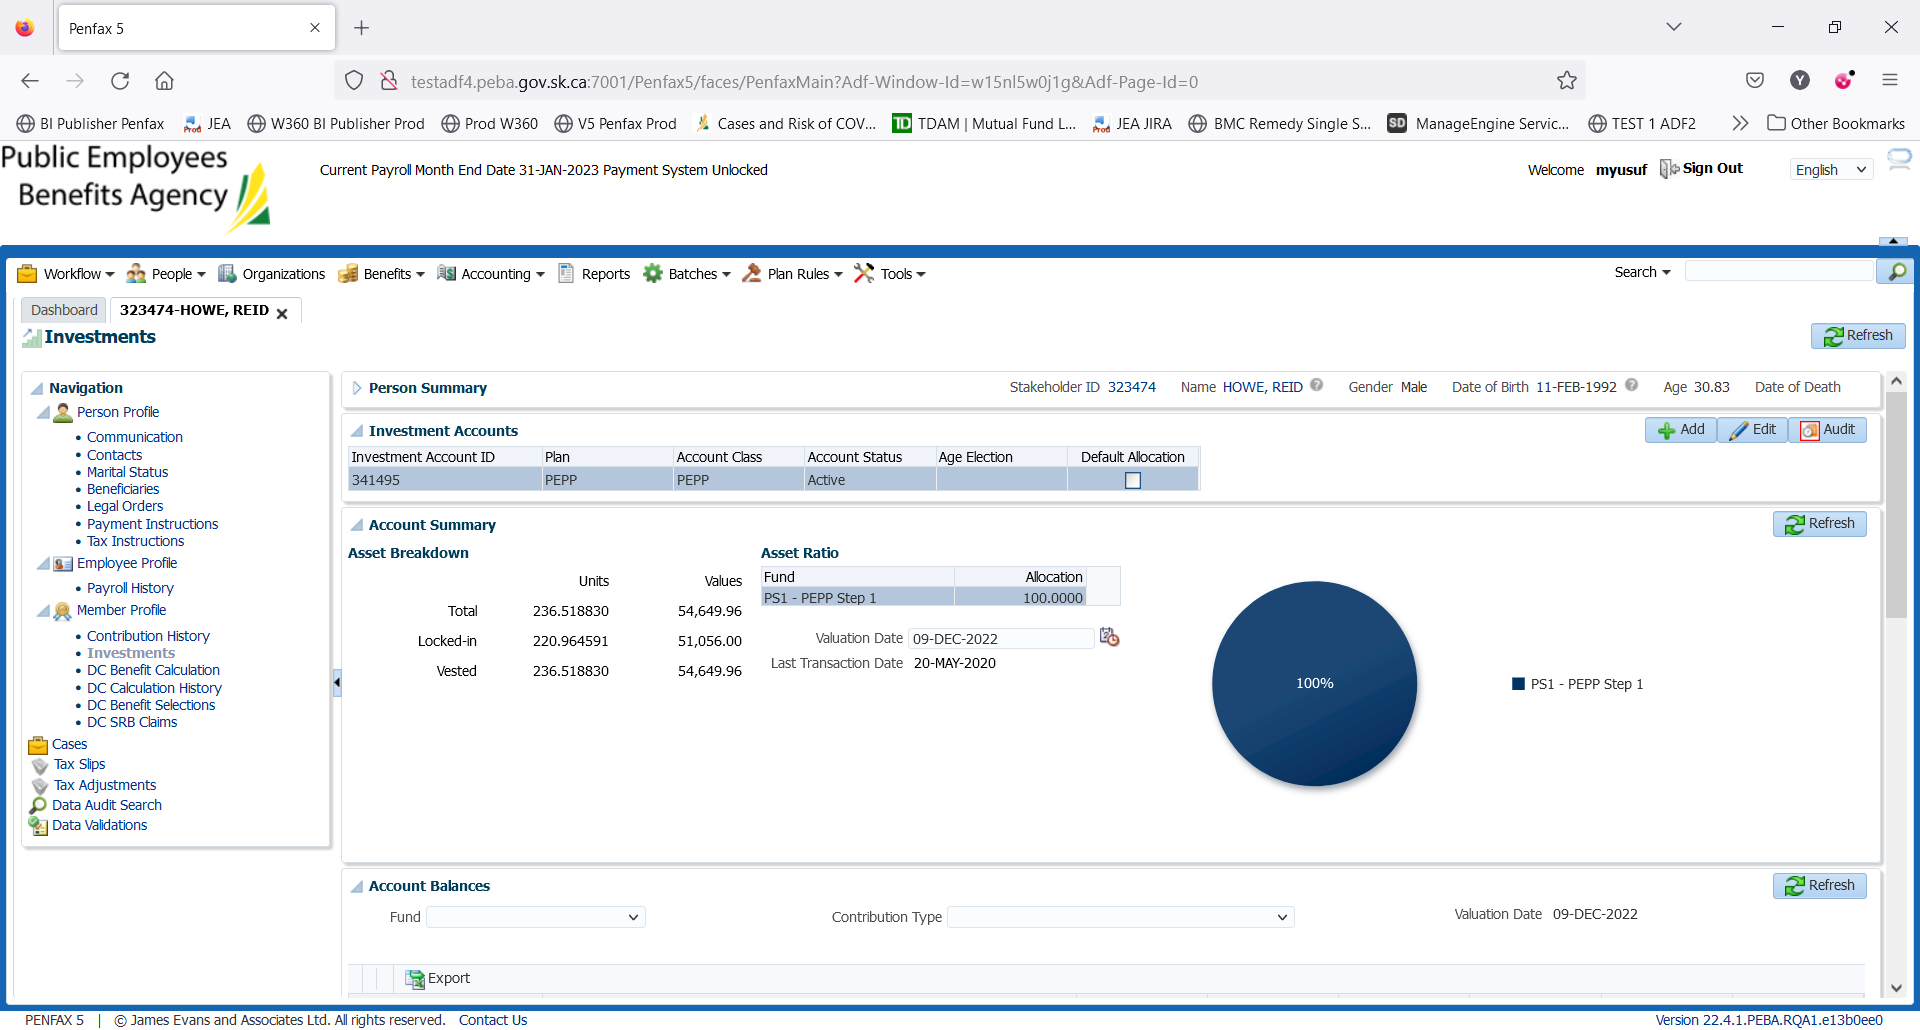 Penfax 5
testadf4.peba.gov.sk.ca:7001/Penfax5/faces/PenfaxMain?Adf-Window-Id=w15nl5w0j1g&Adf-Page-Id=0
Y
BI Publisher Penfax JEA W360 BI Publisher Prod Prod W360 V5 Penfax Prod Cases and Risk of COV... TDAM | Mutual Fund L... JEA JIRA BMC Remedy Single S... ManageEngine Servic... TEST 1 ADF2 Other Bookmarks
Public Employees
Benefits Agency
Current Payroll Month End Date 31-JAN-2023 Payment System Unlocked
Welcome myusuf Sign Out English
Workflow People Organizations Benefits Accounting Reports Batches Plan Rules Tools Search
Dashboard 323474-HOWE, REID
Investments Refresh
Navigation
Person Profile
Communication
Contacts
Marital Status
Beneficiaries
Legal Orders
Payment Instructions
Tax Instructions
Employee Profile
Payroll History
Member Profile
Contribution History
Investments
DC Benefit Calculation
DC Calculation History
DC Benefit Selections
DC SRB Claims
Cases
Tax Slips
Tax Adjustments
Data Audit Search
Data Validations
Person Summary Stakeholder ID 323474 Name HOWE, REID Gender Male Date of Birth 11-FEB-1992 Age 30.83 Date of Death
Investment Accounts Add Edit Audit
Investment Account ID Plan Account Class Account Status Age Election Default Allocation
341495 PEPP PEPP Active
Account Summary Refresh
Asset Breakdown
Units Values
Total 236.518830 54,649.96
Locked-in 220.964591 51,056.00
Vested 236.518830 54,649.96
Asset Ratio
Fund Allocation
PS1 - PEPP Step 1 100.0000
Valuation Date 09-DEC-2022
Last Transaction Date 20-MAY-2020
100%
PS1 - PEPP Step 1
Account Balances Refresh
Fund Contribution Type Valuation Date 09-DEC-2022
Export
PENFAX 5 | © James Evans and Associates Ltd. All rights reserved. Contact Us Version 22.4.1.PEBA.RQA1.e13b0ee0